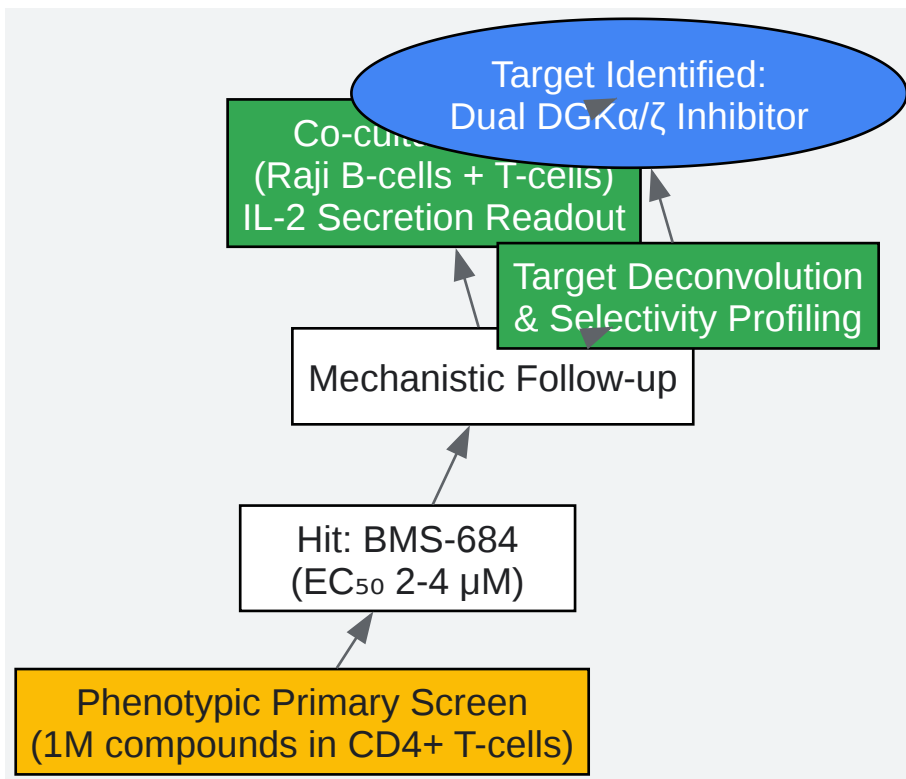 Target Identified:
Dual DGKα/ζ Inhibitor
(Raji B-cells + T-cells)
IL-2 Secretion Readout
Target Deconvolution
& Selectivity Profiling
Mechanistic Follow-up
Hit: BMS-684
(EC₅₀ 2-4 μM)
Phenotypic Primary Screen
(1M compounds in CD4+ T-cells)